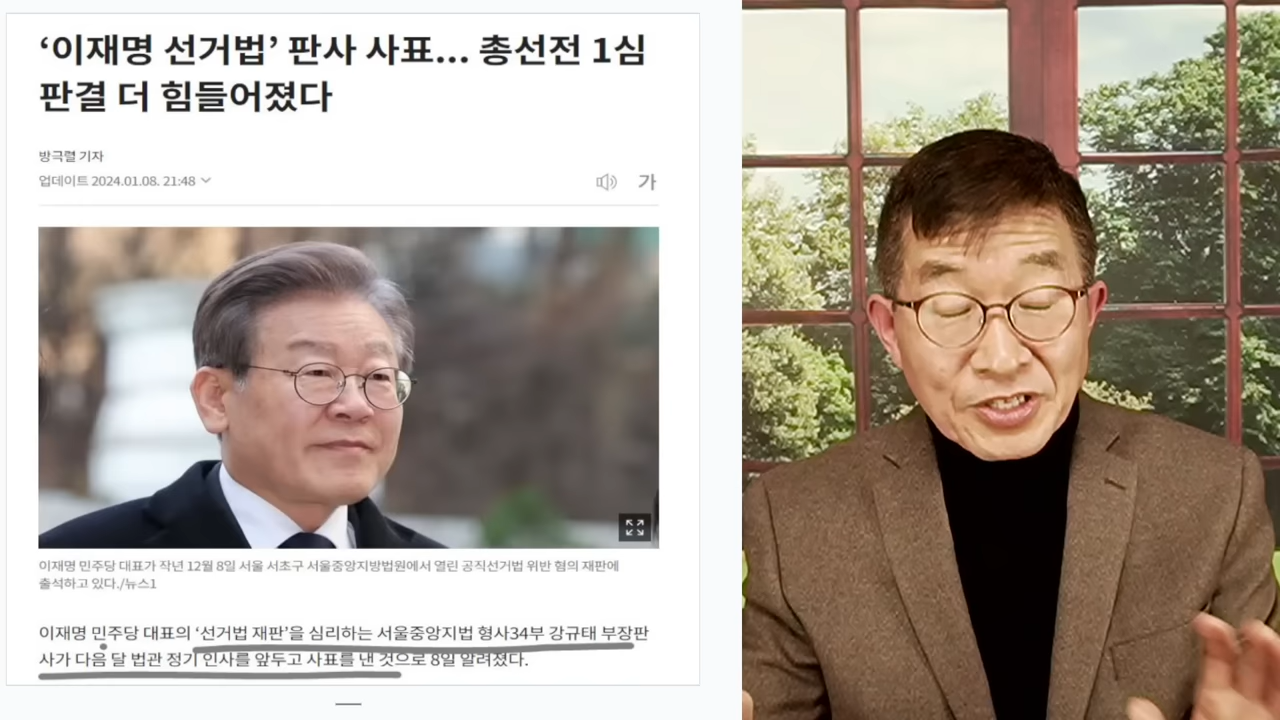 ‘이재명 선거법’ 판사 사표... 총선전 1심
판결 더 힘들어졌다
방극렬 기자
업데이트 2024.01.08. 21:48
가
이재명 민주당 대표가 작년 12월 8일 서울 서초구 서울중앙지방법원에서 열린 공직선거법 위반 혐의 재판에
출석하고 있다./뉴스1
이재명 민주당 대표의 ‘선거법 재판’을 심리하는 서울중앙지법 형사34부 강규태 부장판
사가 다음 달 법관 정기 인사를 앞두고 사표를 낸 것으로 8일 알려졌다.